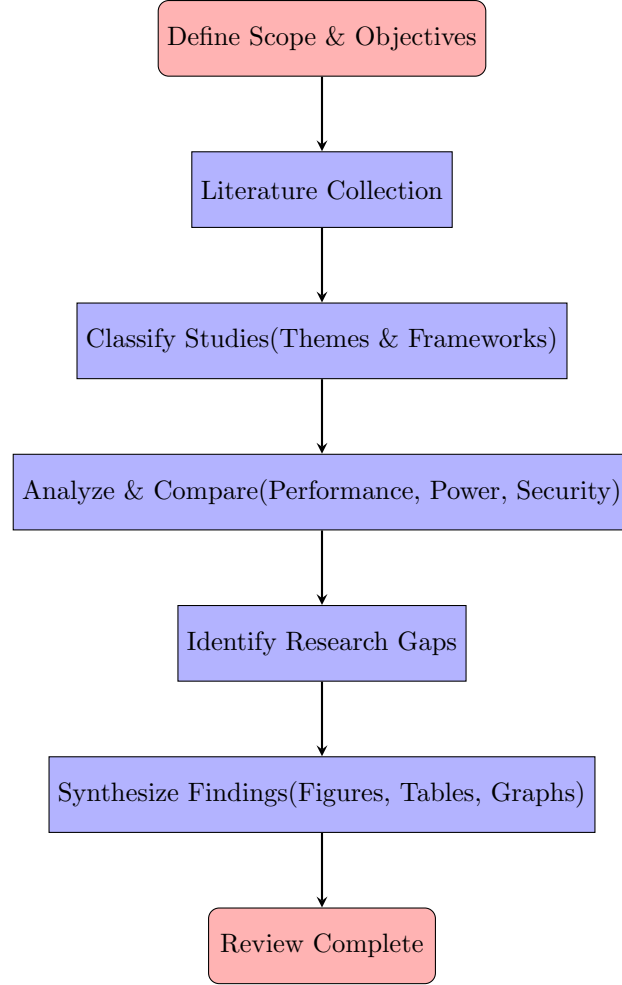 Define Scope & Objectives
Literature Collection
Classify Studies(Themes & Frameworks)
Analyze & Compare(Performance, Power, Security)
Identify Research Gaps
Synthesize Findings(Figures, Tables, Graphs)
Review Complete